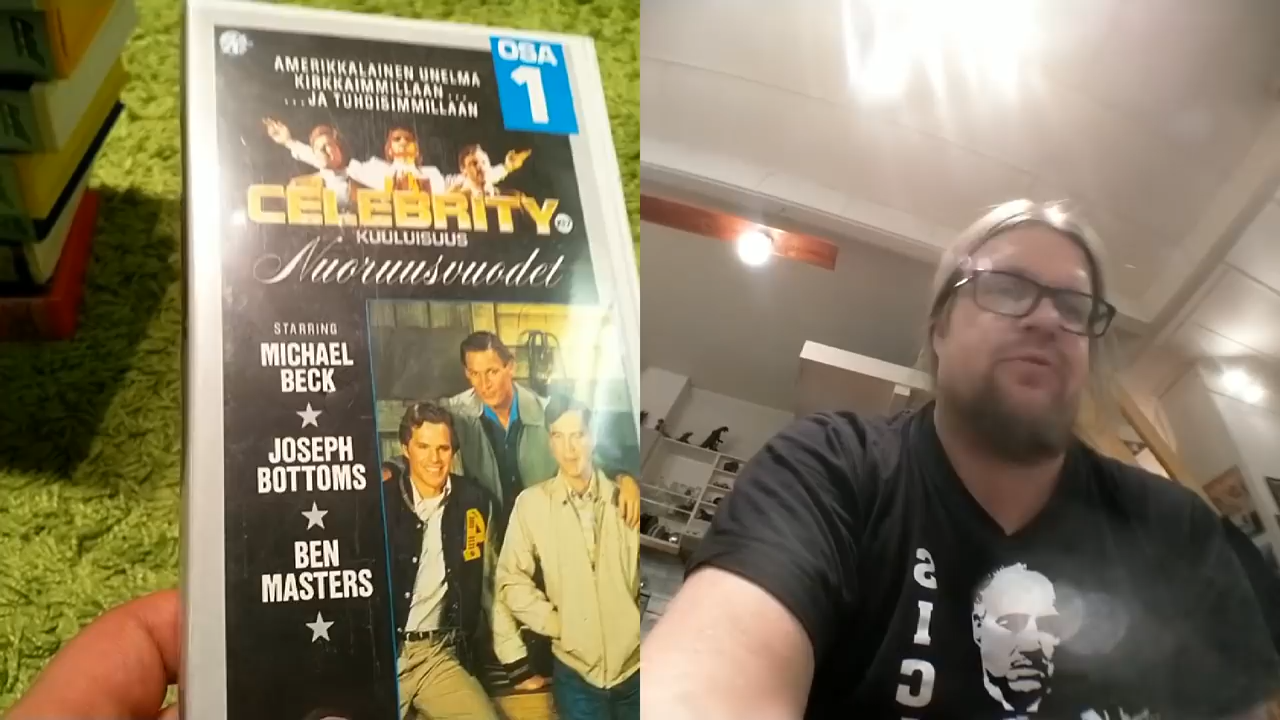 OSA
1
AMERIKKALAINEN UNELMA
KIRKKAIMMILLAAN...
...JA TUHOISIMMILLAAN
CELEBRITY
KUULUISUUS
Nuoruusvuodet
STARRING
MICHAEL
BECK
JOSEPH
BOTTOMS
BEN
MASTERS